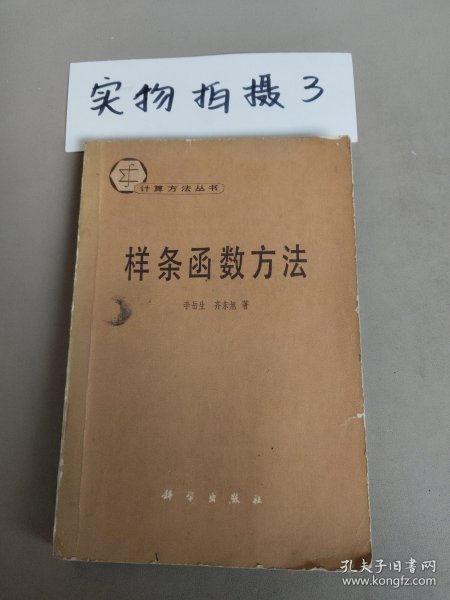 实物拍摄3
计算方法丛书
样条函数方法
李岳生 齐东旭 著
科学出版社
孔夫子旧书网
www.kongfz.com